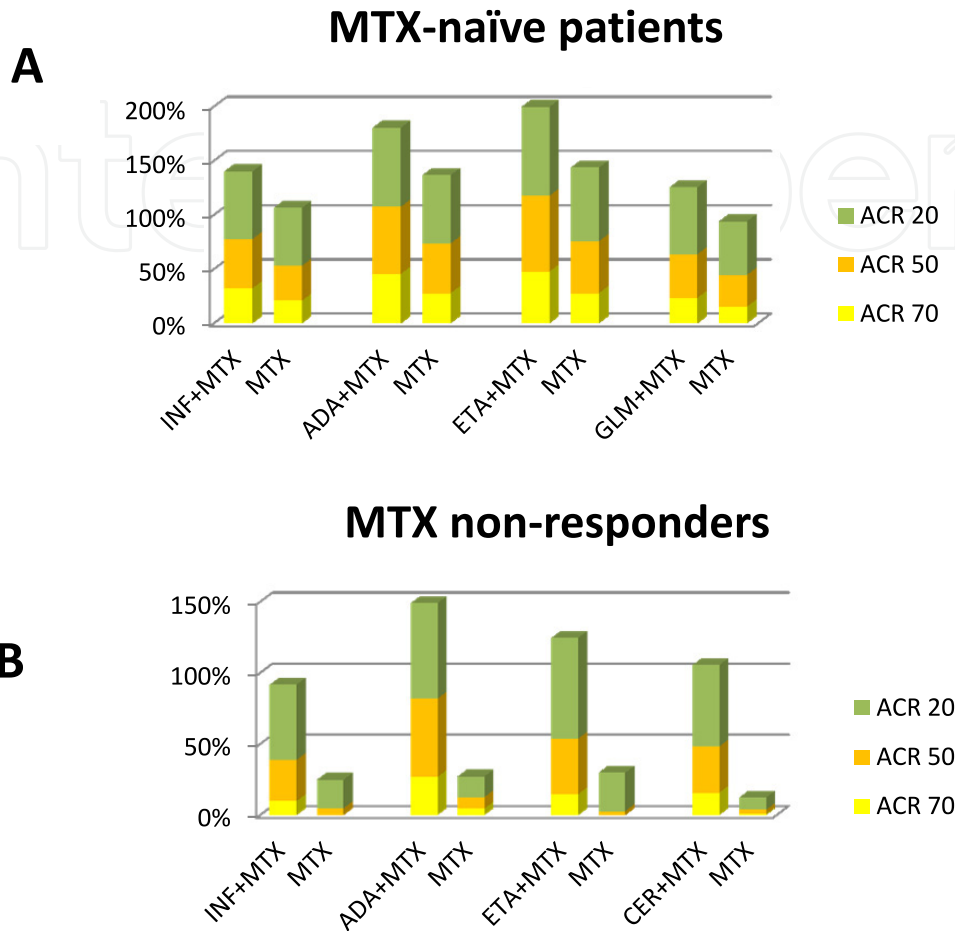 MTX-naïve patients
A
200%
150%
100%
50%
0%
ACR 20
ACR 50
ACR 70
INF+MTX
MTX
ADA+MTX
MTX
ETA+MTX
MTX
GLM+MTX
MTX
MTX non-responders
B
150%
100%
50%
0%
ACR 20
ACR 50
ACR 70
INF+MTX
MTX
ADA+MTX
MTX
ETA+MTX
MTX
CER+MTX
MTX